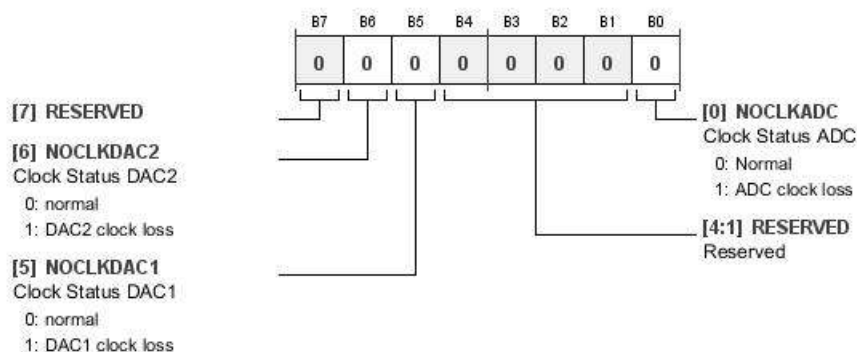 B7 B6 B5 B4 B3 B2 B1 B0
0 0 0 0 0 0 0 0
[7] RESERVED
[6] NOCLKDAC2
Clock Status DAC2
0: normal
1: DAC2 clock loss
[5] NOCLKDAC1
Clock Status DAC1
0: normal
1: DAC1 clock loss
[0] NOCLKADC
Clock Status ADC
0: Normal
1: ADC clock loss
[4:1] RESERVED
Reserved